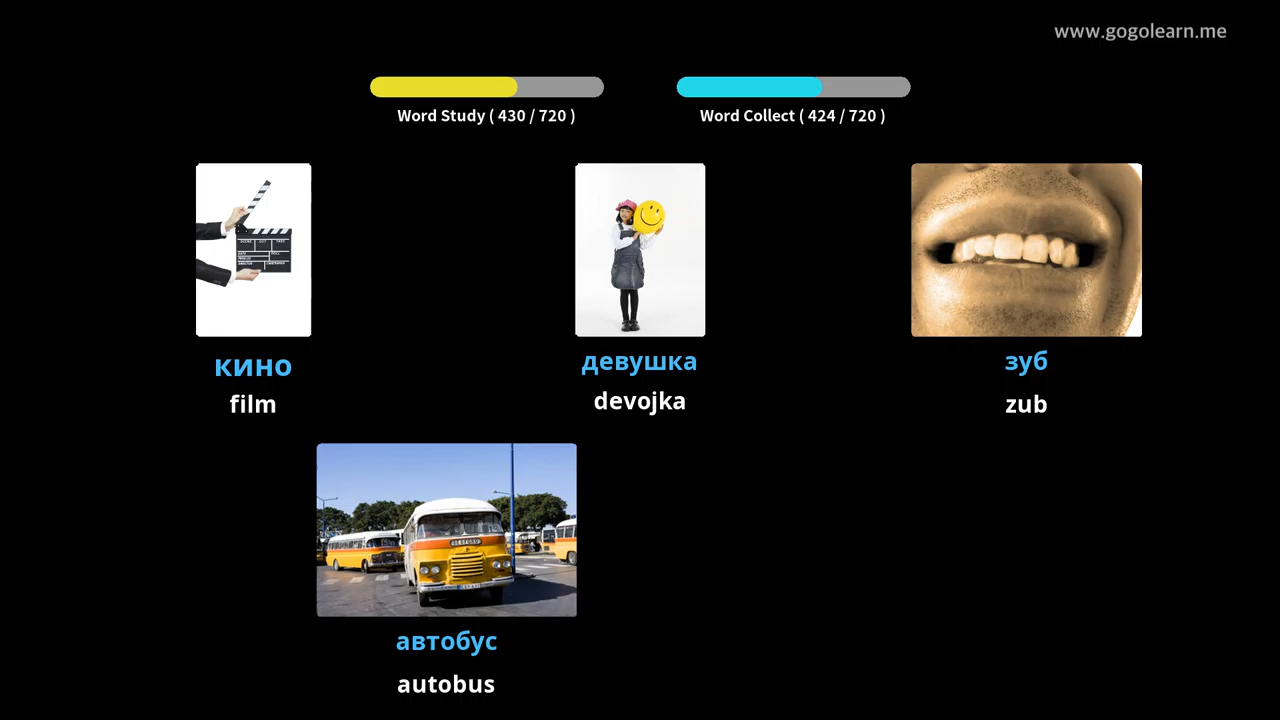 www.gogolearn.me
Word Study ( 430 / 720 )
Word Collect ( 424 / 720 )
кино
film
девушка
devojka
зуб
zub
автобус
autobus